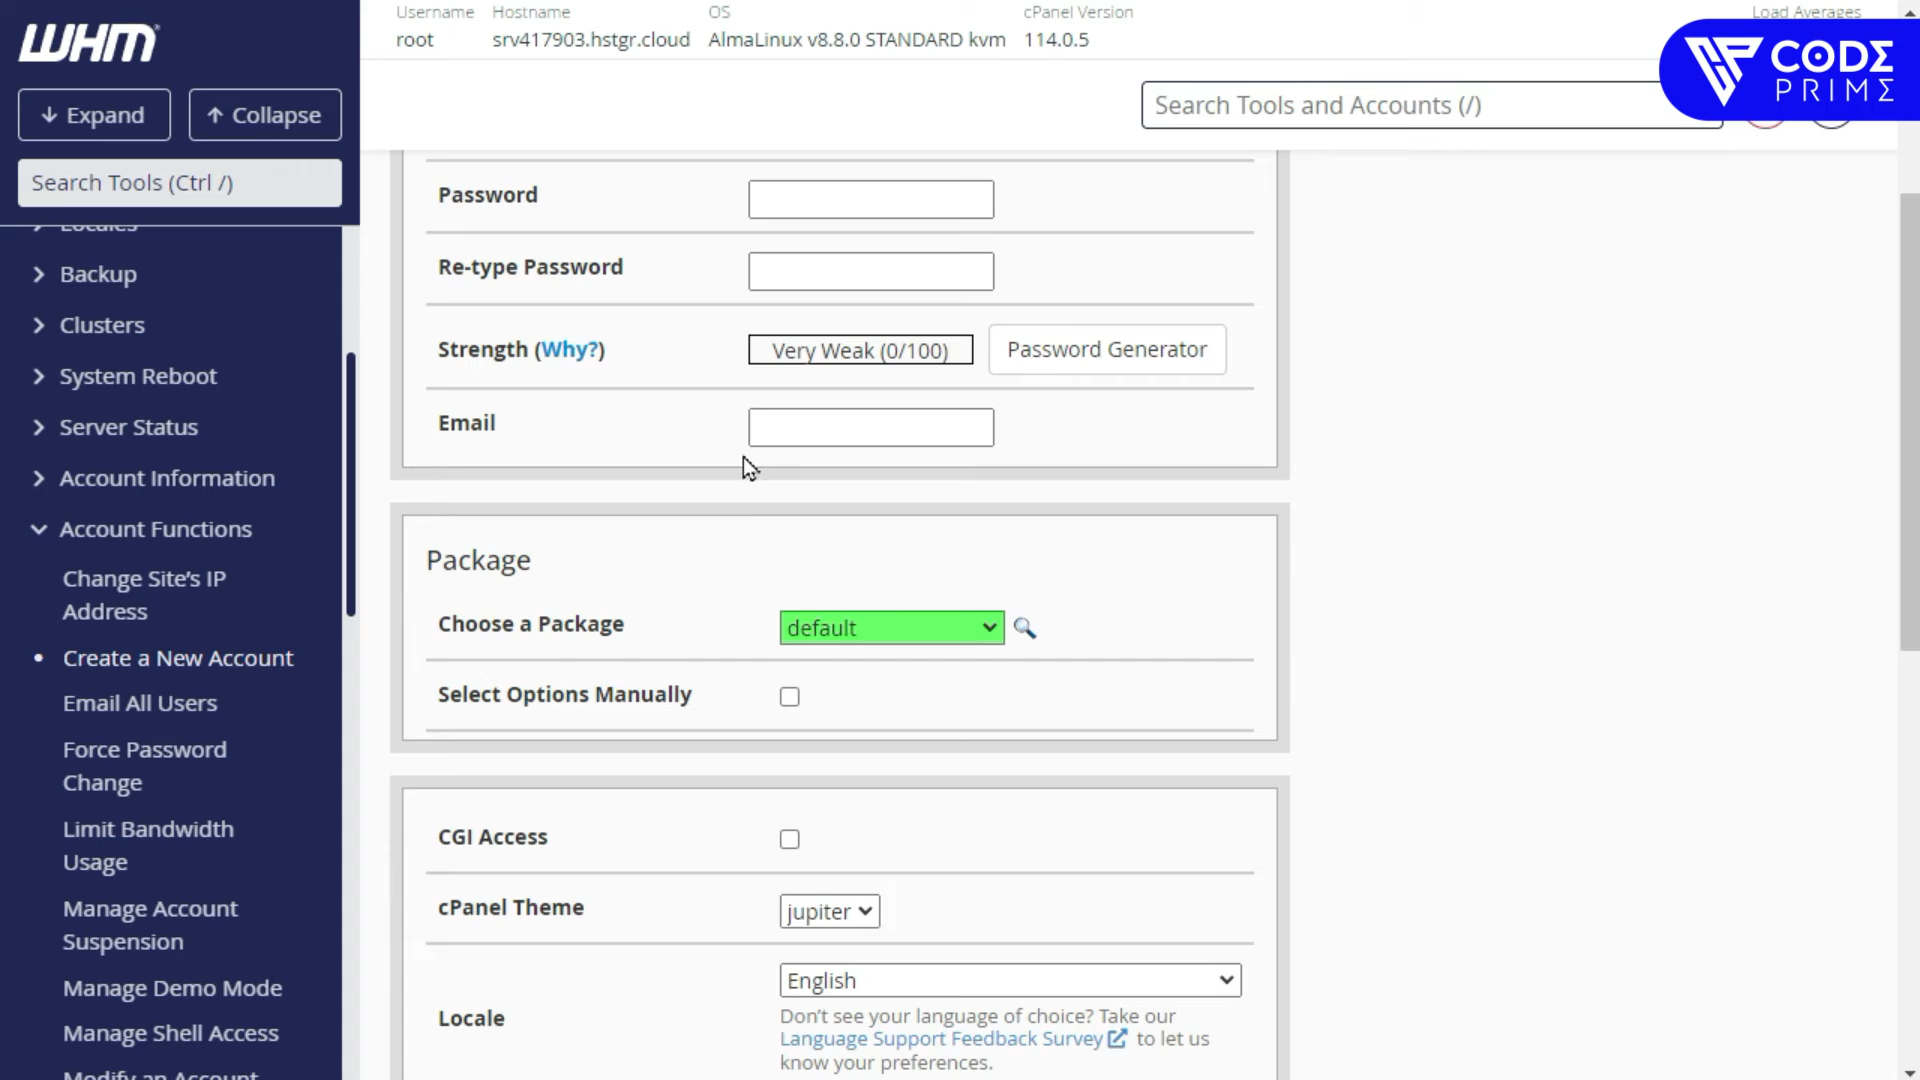 WHM
Expand
Collapse
Search Tools (Ctrl /)
Locales
Backup
Clusters
System Reboot
Server Status
Account Information
Account Functions
Change Site's IP
Address
Create a New Account
Email All Users
Force Password
Change
Limit Bandwidth
Usage
Manage Account
Suspension
Manage Demo Mode
Manage Shell Access
Modify an Account
Username Hostname OS cPanel Version Load Averages
root srv417903.hstgr.cloud AlmaLinux v8.8.0 STANDARD kvm 114.0.5
CODE
PRIME
Search Tools and Accounts (/)
Password
Re-type Password
Strength (Why?) Very Weak (0/100) Password Generator
Email
Package
Choose a Package default
Select Options Manually
CGI Access
cPanel Theme jupiter
Locale English
Don't see your language of choice? Take our
Language Support Feedback Survey to let us
know your preferences.